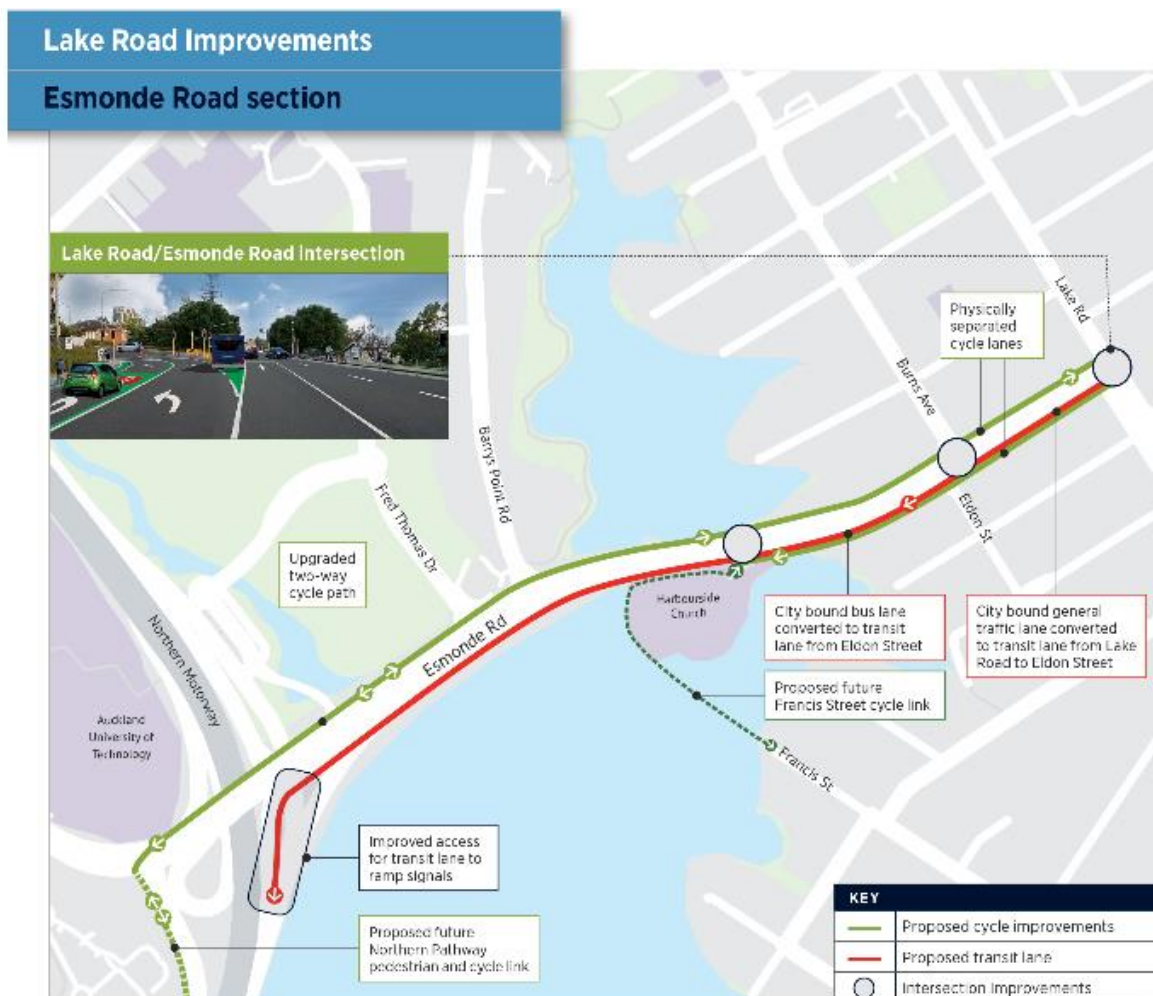 Lake Road Improvements
Esmonde Road section
Lake Road/Esmonde Road intersection
Lake Rd
Physically
separated
cycle lanes
Burns Ave
Barrys Point Rd
Eldon St
Fred Thomas Dr
Upgraded
two-way
cycle path
Esmonde Rd
Harbourside
Church
City bound bus lane
converted to transit
lane from Eldon Street
City bound general
traffic lane converted
to transit lane from Lake
Road to Eldon Street
Northern Motorway
Proposed future
Francis Street cycle link
Auckland
University of
Technology
Francis St
Improved access
for transit lane to
ramp signals
Proposed future
Northern Pathway
pedestrian and cycle link
KEY
Proposed cycle improvements
Proposed transit lane
Intersection Improvements